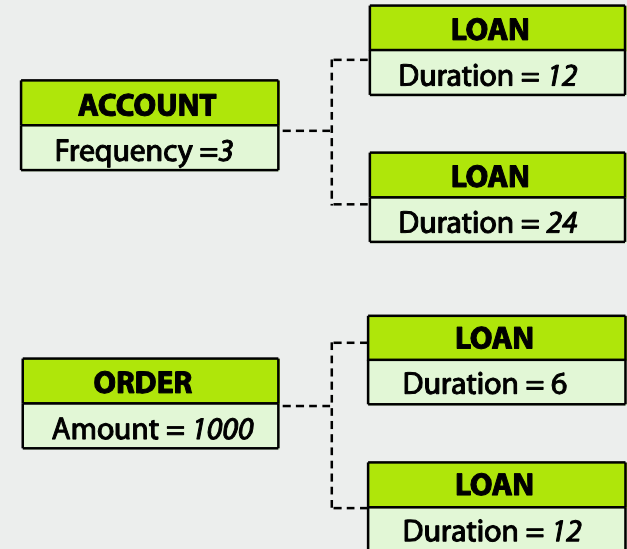 LOAN
Duration = 12
ACCOUNT
Frequency =3
LOAN
Duration = 24
LOAN
Duration = 6
ORDER
Amount = 1000
LOAN
Duration = 12